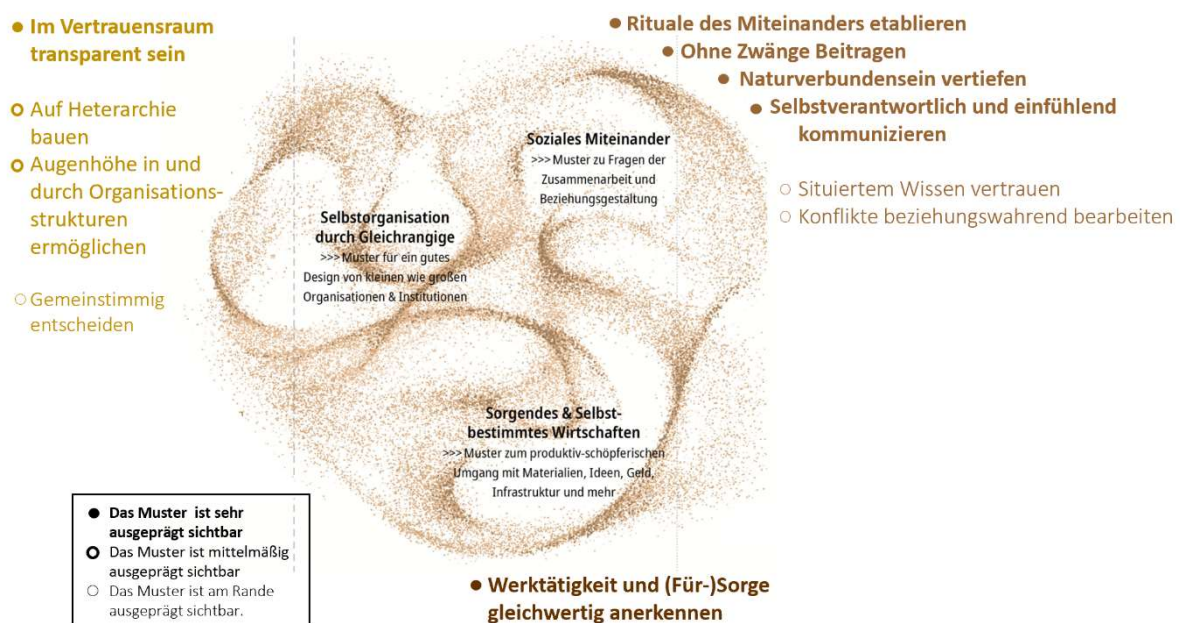 ● Im Vertrauensraum
transparent sein
○ Auf Heterarchie
bauen
○ Augenhöhe in und
durch Organisations-
strukturen
ermöglichen
○ Gemeinstimmig
entscheiden
● Rituale des Miteinanders etablieren
● Ohne Zwänge Beitragen
● Naturverbundensein vertiefen
● Selbstverantwortlich und einfühlend
kommunizieren
○ Situiertem Wissen vertrauen
○ Konflikte beziehungswahrend bearbeiten
Soziales Miteinander
>>> Muster zu Fragen der
Zusammenarbeit und
Beziehungsgestaltung
Selbstorganisation
durch Gleichrangige
>>> Muster für ein gutes
Design von kleinen wie großen
Organisationen & Institutionen
Sorgendes & Selbst-
bestimmtes Wirtschaften
>>> Muster zum produktiv-schöpferischen
Umgang mit Materialien, Ideen, Geld,
Infrastruktur und mehr
● Das Muster ist sehr
ausgeprägt sichtbar
○ Das Muster ist mittelmäßig
ausgeprägt sichtbar
○ Das Muster ist am Rande
ausgeprägt sichtbar.
● Werktätigkeit und (Für-)Sorge
gleichwertig anerkennen